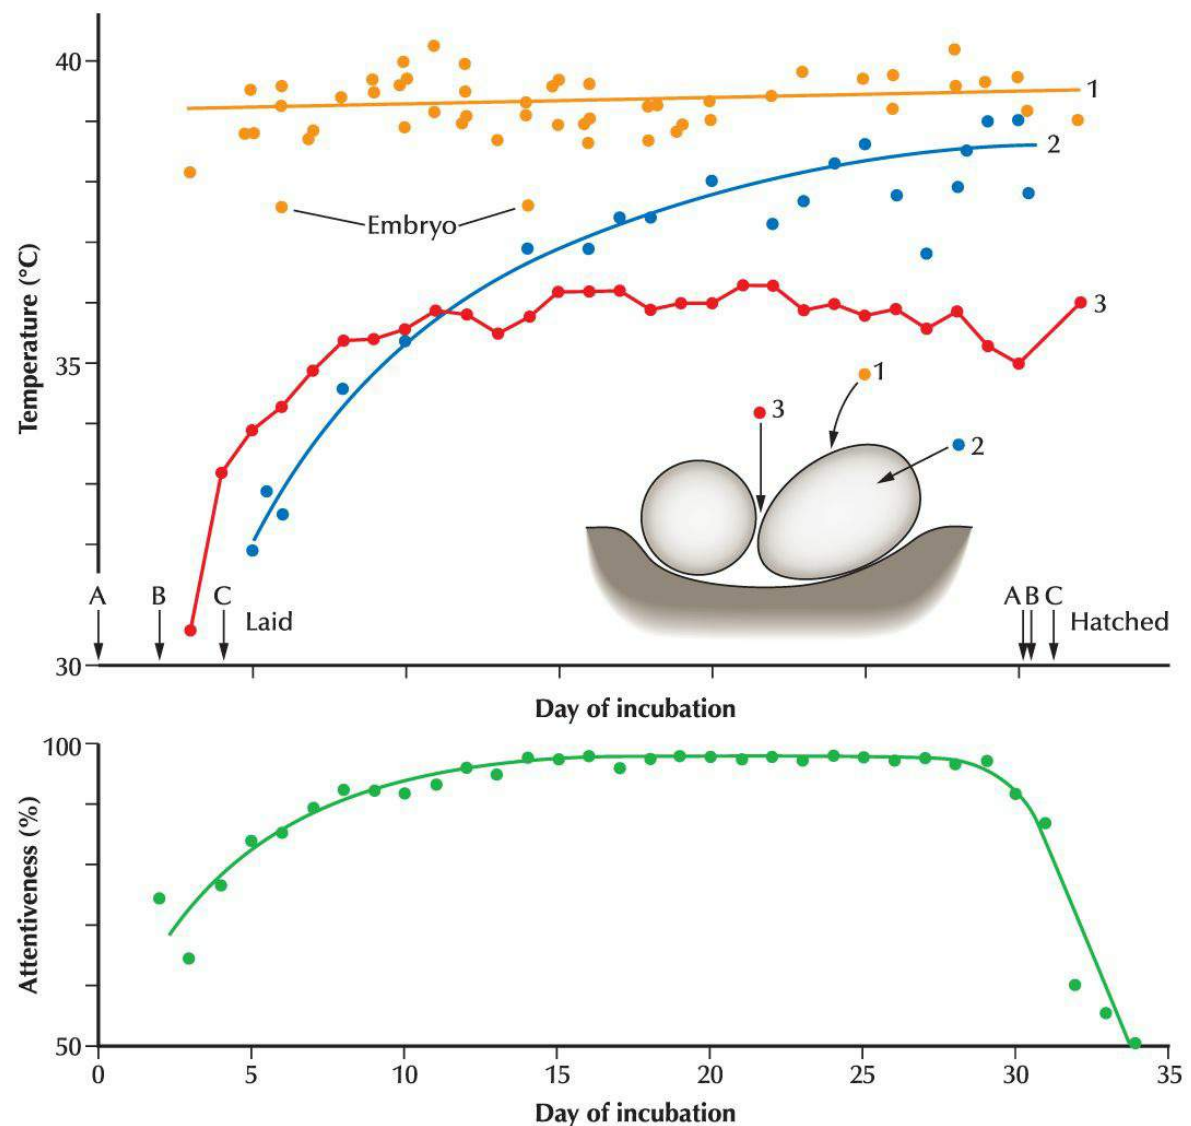 40
1
2
Embryo
Temperature (°C)
3
35
1
3
2
A B C A B C
Laid Hatched
30
Day of incubation
100
Attentiveness (%)
50
0 5 10 15 20 25 30 35
Day of incubation